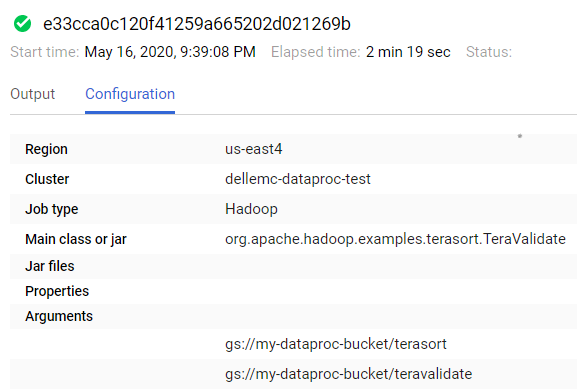 e33cca0c120f41259a665202d021269b
Start time: May 16, 2020, 9:39:08 PM Elapsed time: 2 min 19 sec Status:
Output Configuration
Region us-east4
Cluster dellemc-dataproc-test
Job type Hadoop
Main class or jar org.apache.hadoop.examples.terasort.TeraValidate
Jar files
Properties
Arguments
gs://my-dataproc-bucket/terasort
gs://my-dataproc-bucket/teravalidate